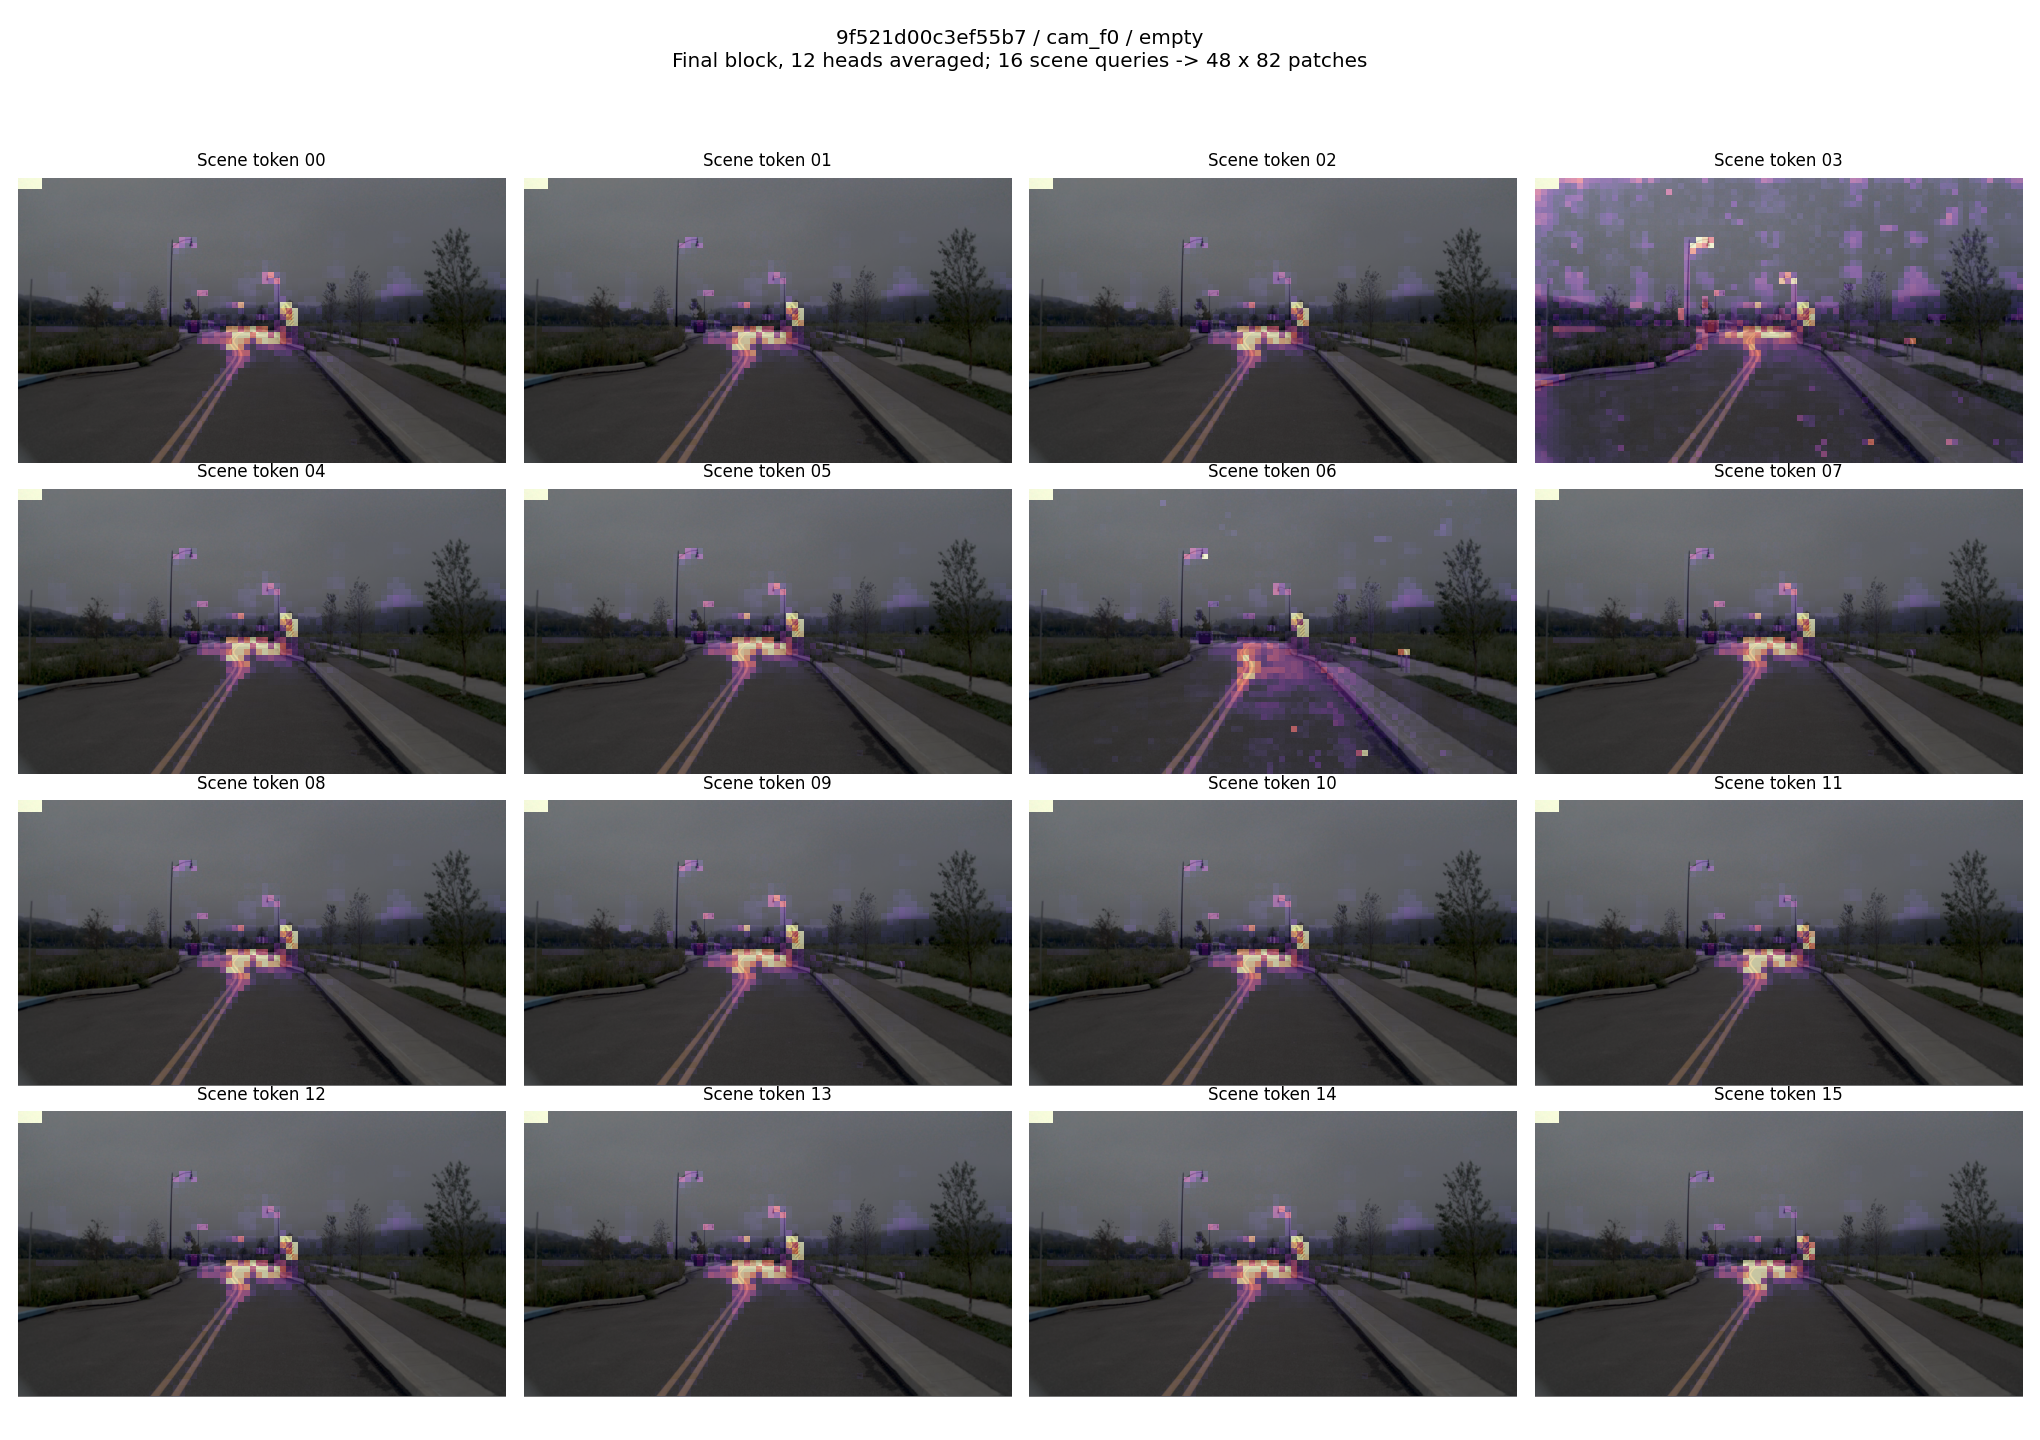 9f521d00c3ef55b7 / cam_f0 / empty
Final block, 12 heads averaged; 16 scene queries -> 48 x 82 patches
Scene token 00
Scene token 01
Scene token 02
Scene token 03
Scene token 04
Scene token 05
Scene token 06
Scene token 07
Scene token 08
Scene token 09
Scene token 10
Scene token 11
Scene token 12
Scene token 13
Scene token 14
Scene token 15